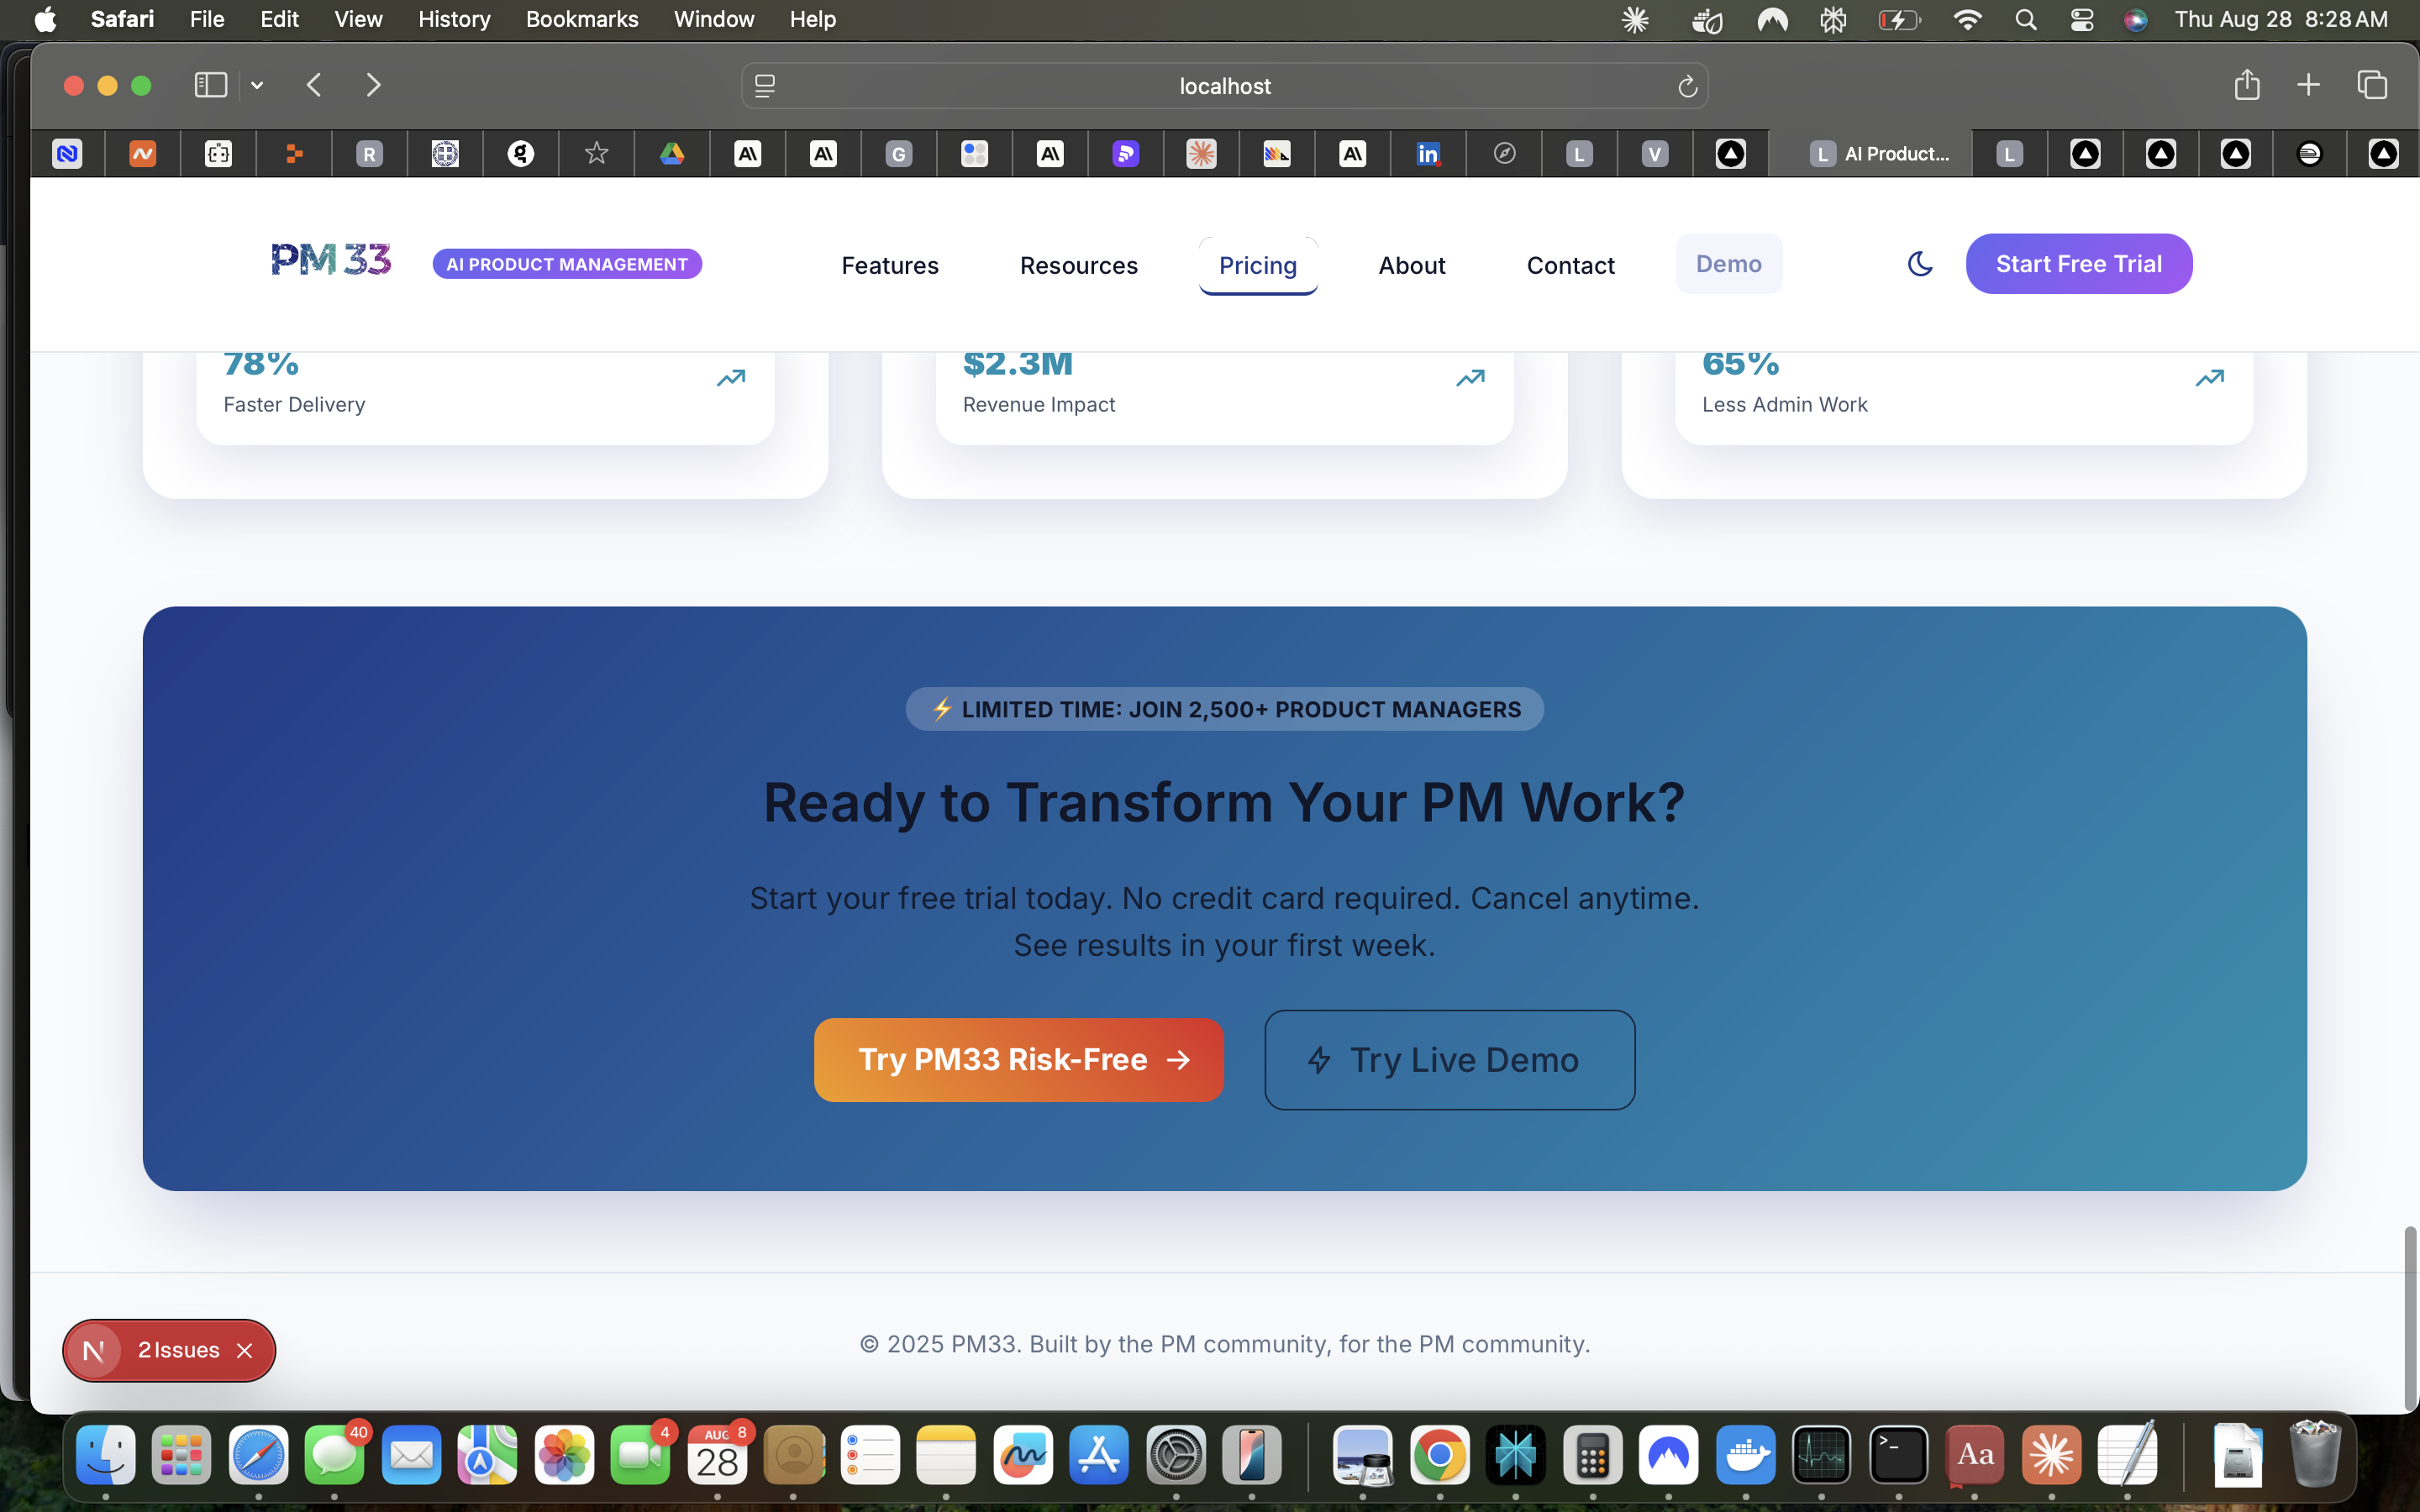 Safari File Edit View History Bookmarks Window Help Thu Aug 28 8:28 AM
localhost
R G in L V L AI Product... L
PM33 AI PRODUCT MANAGEMENT Features Resources Pricing About Contact Demo Start Free Trial
78% $2.3M 65%
Faster Delivery Revenue Impact Less Admin Work
⚡ LIMITED TIME: JOIN 2,500+ PRODUCT MANAGERS
Ready to Transform Your PM Work?
Start your free trial today. No credit card required. Cancel anytime.
See results in your first week.
Try PM33 Risk-Free → Try Live Demo
N 2 Issues
© 2025 PM33. Built by the PM community, for the PM community.
40 4 AUG 8
28 >_ Aa